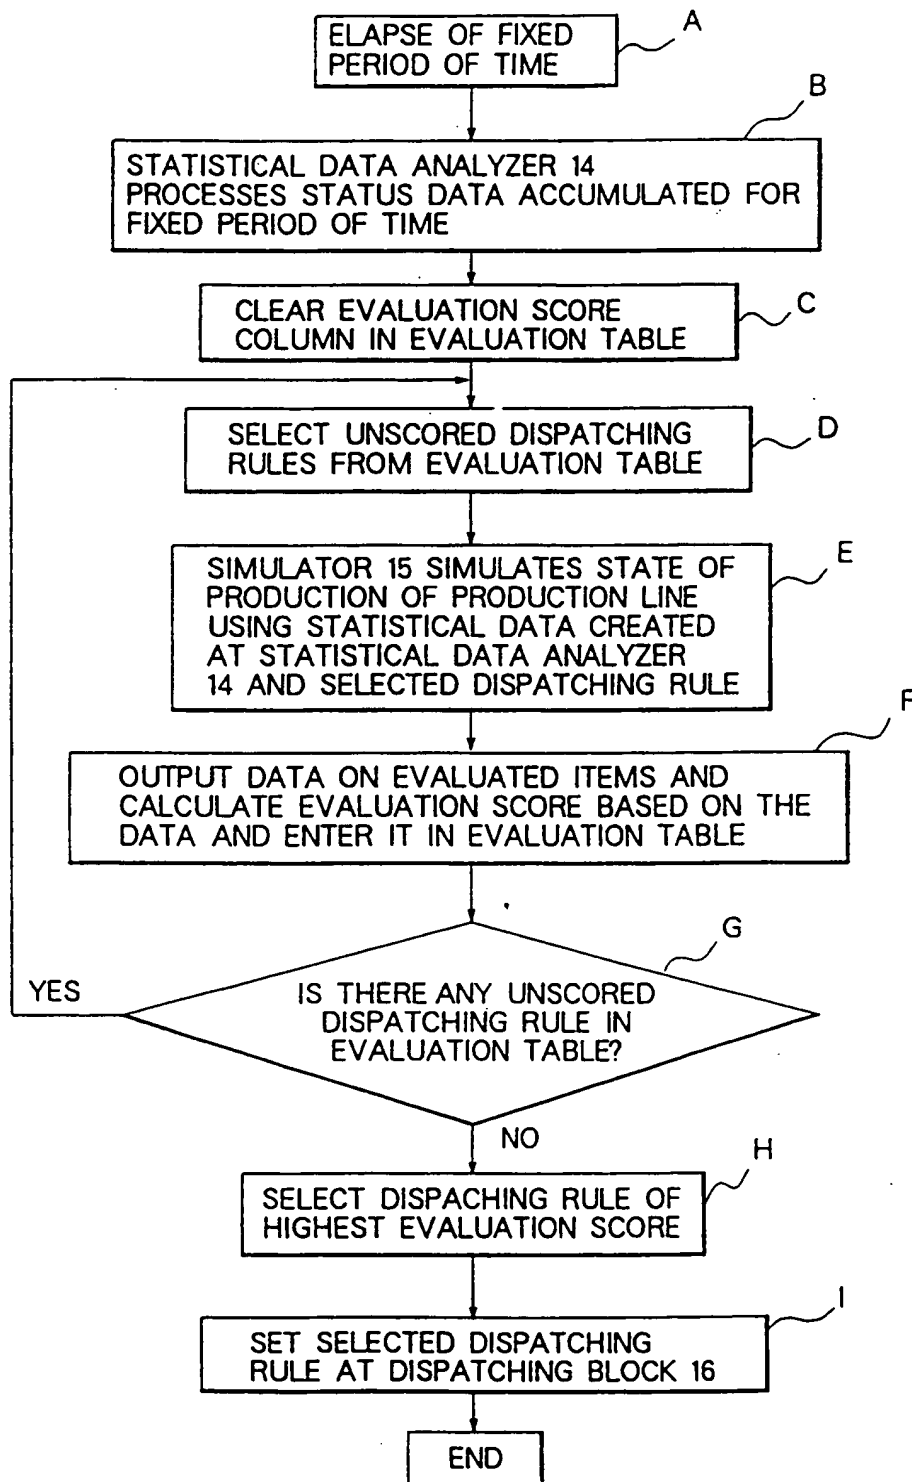 ELAPSE OF FIXED
PERIOD OF TIME
A
B
STATISTICAL DATA ANALYZER 14
PROCESSES STATUS DATA ACCUMULATED FOR
FIXED PERIOD OF TIME
CLEAR EVALUATION SCORE
COLUMN IN EVALUATION TABLE
C
SELECT UNSCORED DISPATCHING
RULES FROM EVALUATION TABLE
D
SIMULATOR 15 SIMULATES STATE OF
PRODUCTION OF PRODUCTION LINE
USING STATISTICAL DATA CREATED
AT STATISTICAL DATA ANALYZER
14 AND SELECTED DISPATCHING RULE
E
F
OUTPUT DATA ON EVALUATED ITEMS AND
CALCULATE EVALUATION SCORE BASED ON THE
DATA AND ENTER IT IN EVALUATION TABLE
G
YES
IS THERE ANY UNSCORED
DISPATCHING RULE IN
EVALUATION TABLE?
NO
H
SELECT DISPACHING RULE OF
HIGHEST EVALUATION SCORE
I
SET SELECTED DISPATCHING
RULE AT DISPATCHING BLOCK 16
END